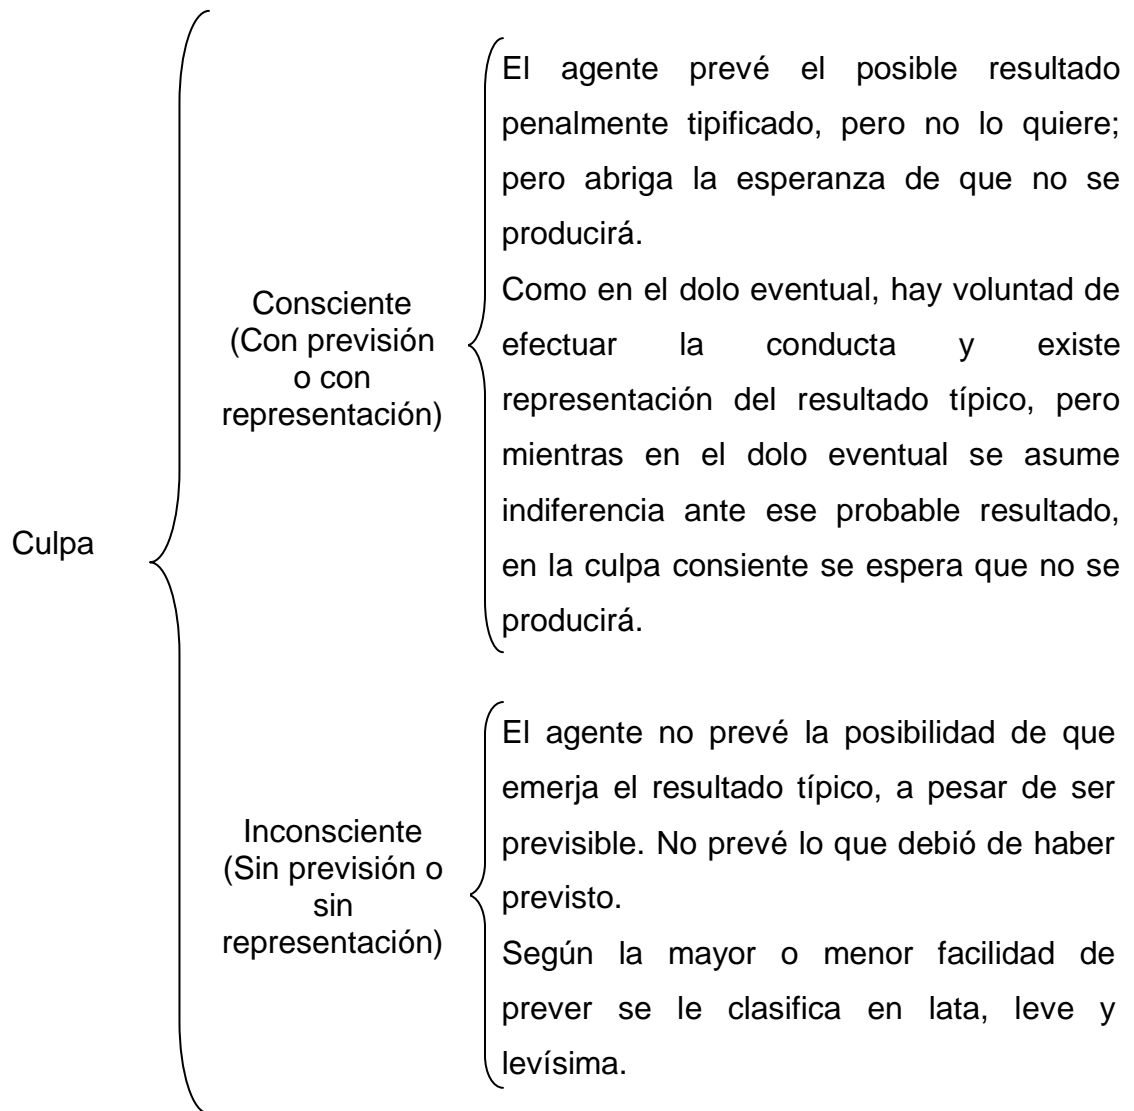 Culpa
Consciente
(Con previsión
o con
representación)
El agente prevé el posible resultado
penalmente tipificado, pero no lo quiere;
pero abriga la esperanza de que no se
producirá.
Como en el dolo eventual, hay voluntad de
efectuar la conducta y existe
representación del resultado típico, pero
mientras en el dolo eventual se asume
indiferencia ante ese probable resultado,
en la culpa consiente se espera que no se
producirá.
Inconsciente
(Sin previsión o
sin
representación)
El agente no prevé la posibilidad de que
emerja el resultado típico, a pesar de ser
previsible. No prevé lo que debió de haber
previsto.
Según la mayor o menor facilidad de
prever se le clasifica en lata, leve y
levísima.